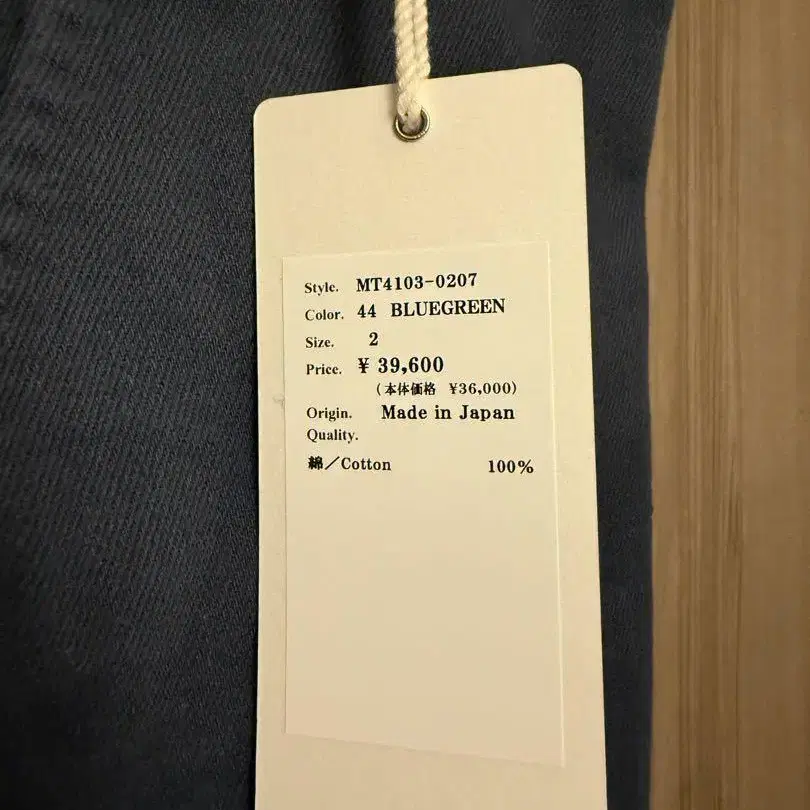 Style. MT4103-0207
Color. 44 BLUEGREEN
Size. 2
Price. ¥ 39,600
(本体価格 ¥36,000)
Origin. Made in Japan
Quality.
綿/Cotton 100%